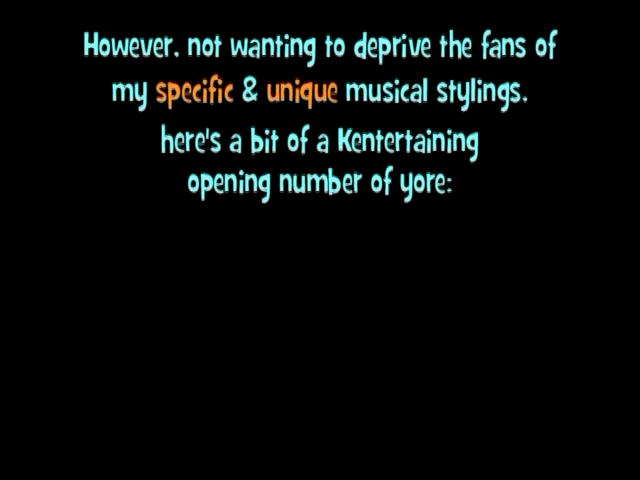 However, not wanting to deprive the fans of
my specific & unique musical stylings,
here's a bit of a Kentertaining
opening number of yore: